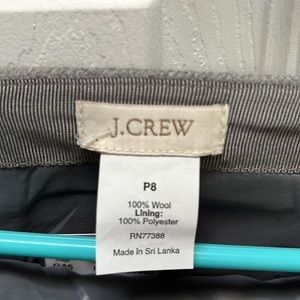 J.CREW
P8
100% Wool
Lining:
100% Polyester
RN77388
Made in Sri Lanka